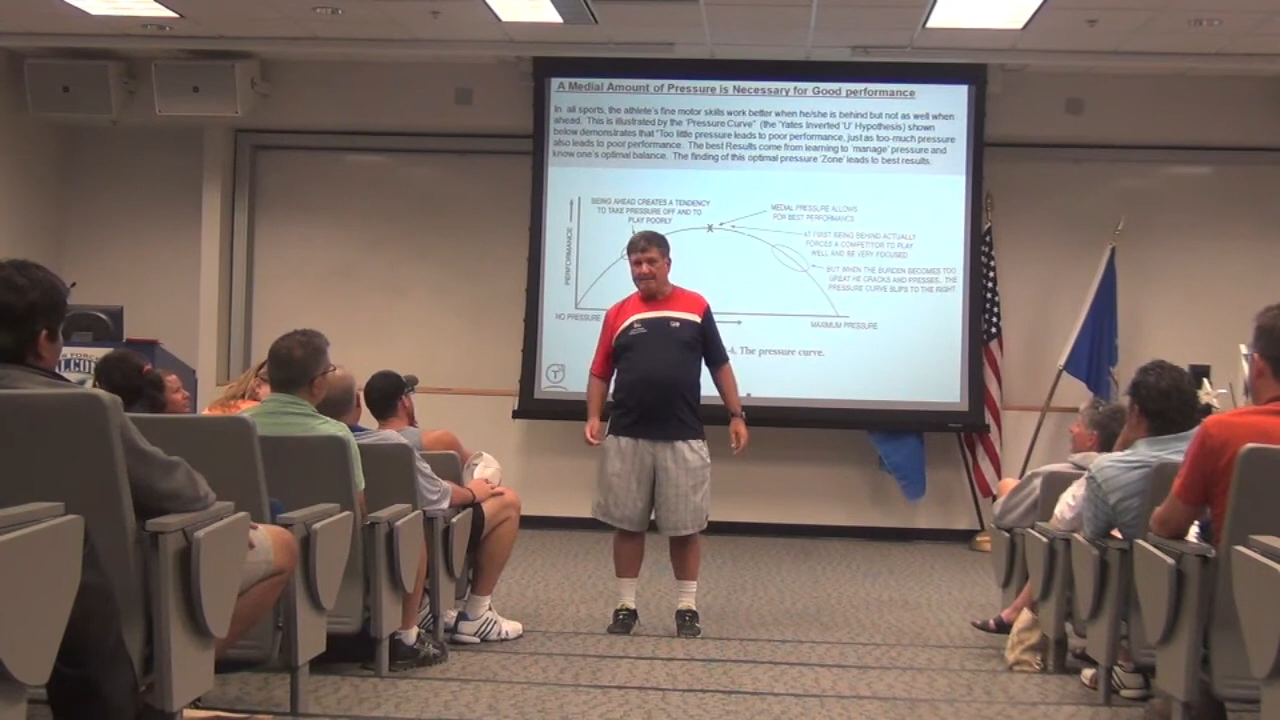 A Medial Amount of Pressure is Necessary for Good performance
In all sports, the athlete's fine motor skills work better when he/she is behind but not as well when
ahead. This is illustrated by the 'Pressure Curve" (the 'Yates Inverted 'U' Hypothesis) shown
below demonstrates that "Too little pressure leads to poor performance, just as too-much pressure
also leads to poor performance. The best Results come from learning to 'manage' pressure and
know one's optimal balance. The finding of this optimal pressure 'Zone' leads to best results.
BEING AHEAD CREATES A TENDENCY
TO TAKE PRESSURE OFF AND TO
PLAY POORLY
MEDIAL PRESSURE ALLOWS
FOR BEST PERFORMANCE
X
AT FIRST BEING BEHIND ACTUALLY
FORCES A COMPETITOR TO PLAY
WELL AND BE VERY FOCUSED
BUT WHEN THE BURDEN BECOMES TOO
GREAT HE CRACKS AND PRESSES. THE
PRESSURE CURVE SLIPS TO THE RIGHT
PERFORMANCE
NO PRESSURE
MAXIMUM PRESSURE
4. The pressure curve.